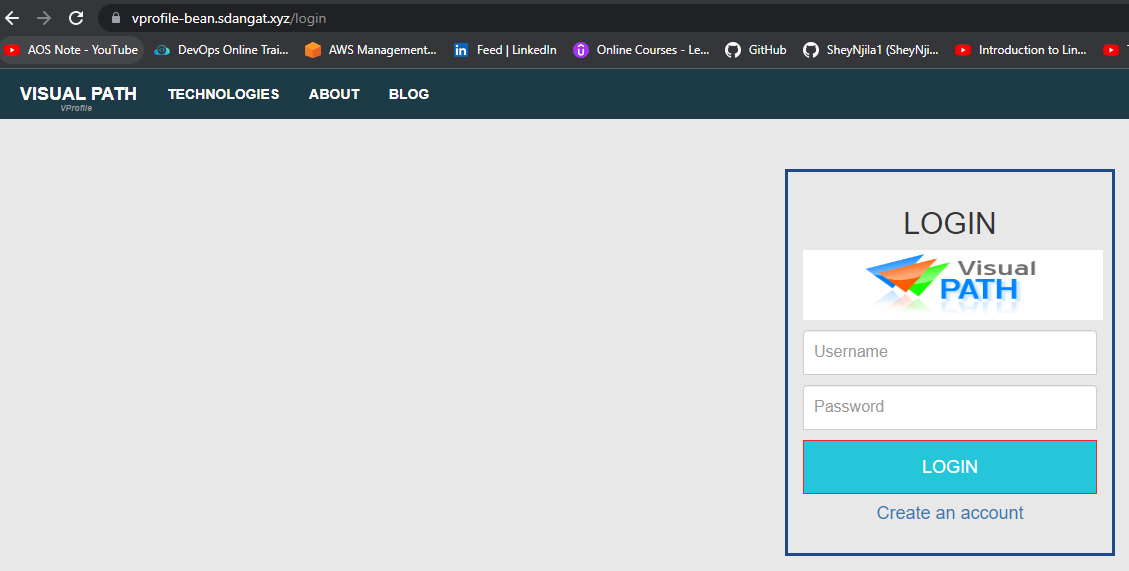 vprofile-bean.sdangat.xyz/login
AOS Note - YouTube DevOps Online Trai... AWS Management... Feed | LinkedIn Online Courses - Le... GitHub SheyNjila1 (SheyNji... Introduction to Lin...
VISUAL PATH TECHNOLOGIES ABOUT BLOG
VProfile
LOGIN
Visual
PATH
Username
Password
LOGIN
Create an account